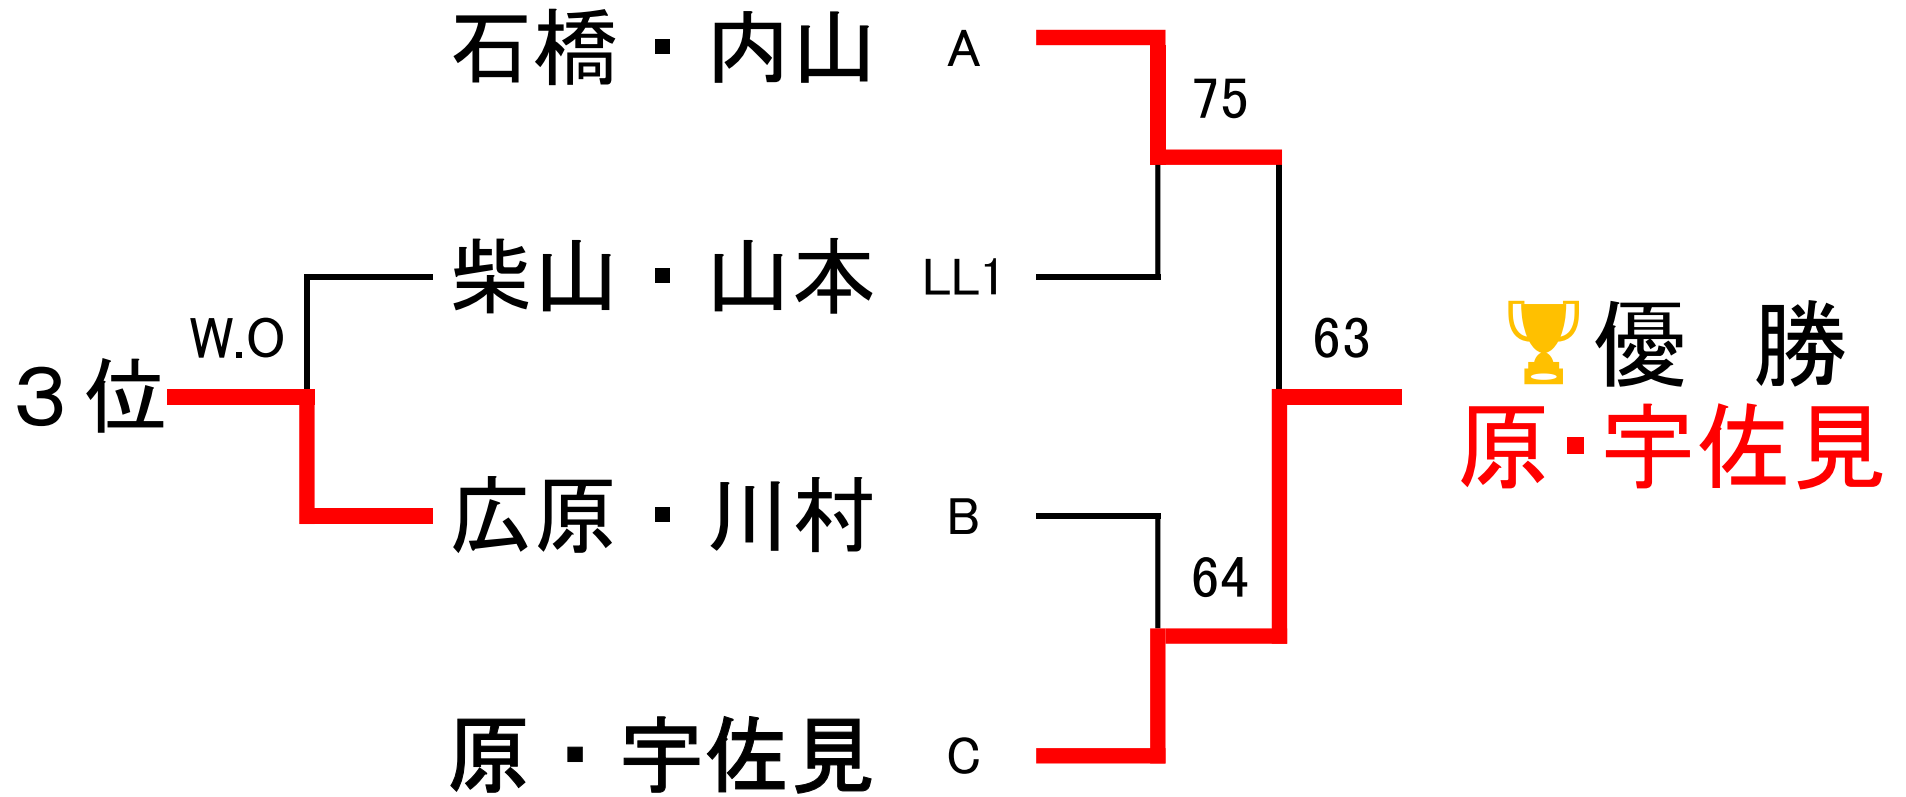 石橋・内山 A
75
柴山・山本 LL1
W.O
63
３位
優　勝
原・宇佐見
広原・川村 B
64
原・宇佐見 C